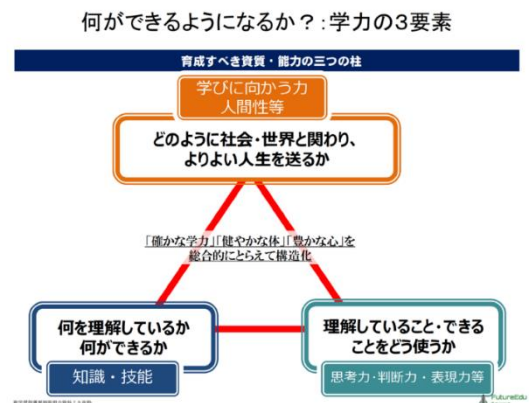 何ができるようになるか？:学力の３要素
育成すべき資質・能力の三つの柱
学びに向かう力
人間性等
どのように社会・世界と関わり、
よりよい人生を送るか
「確かな学力」「健やかな体」「豊かな心」を
総合的にとらえて構造化
何を理解しているか
何ができるか
知識・技能
理解していること・できる
ことをどう使うか
思考力・判断力・表現力等
FutureEdu